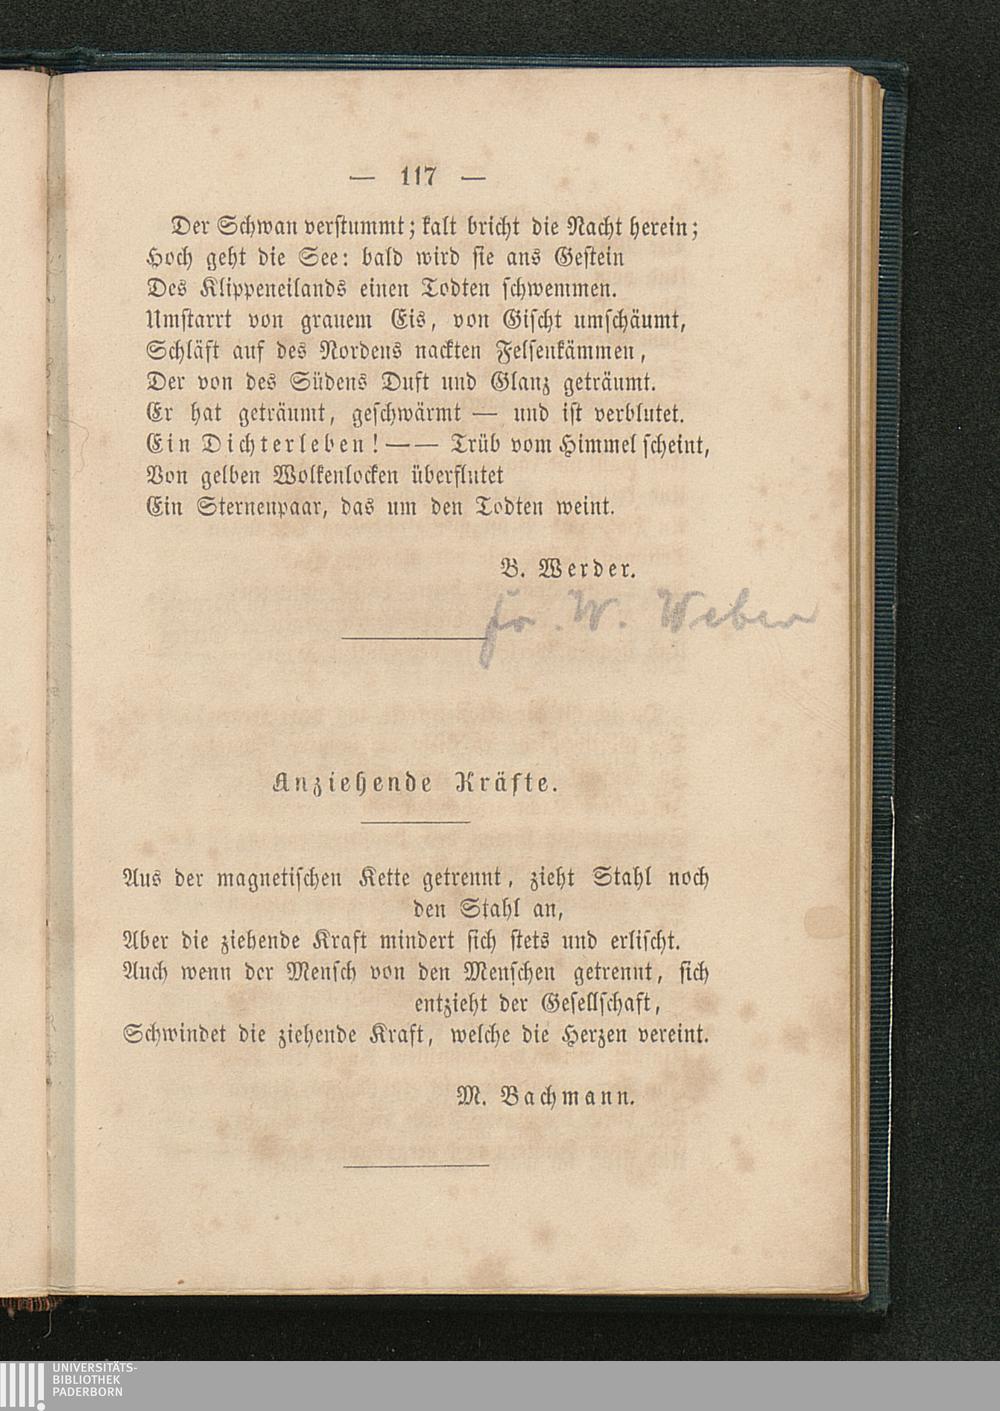 — 117 —
Der Schwan verstummt; kalt bricht die Nacht herein;
Hoch geht die See: bald wird sie ans Gestein
Des Klippeneilands einen Todten schwemmen.
Umstarrt von grauem Eis, von Gischt umschäumt,
Schläft auf des Nordens nackten Felsenkämmen,
Der von des Südens Duft und Glanz geträumt.
Er hat geträumt, geschwärmt — und ist verblutet.
Ein Dichterleben! — — Trüb vom Himmel scheint,
Von gelben Wolkenlocken überflutet
Ein Sternenpaar, das um den Todten weint.
B. Werder.
Fr. W. Weber
Anziehende Kräfte.
Aus der magnetischen Kette getrennt, zieht Stahl noch
den Stahl an,
Aber die ziehende Kraft mindert sich stets und erlischt.
Auch wenn der Mensch von den Menschen getrennt, sich
entzieht der Gesellschaft,
Schwindet die ziehende Kraft, welche die Herzen vereint.
M. Bachmann.
UNIVERSITÄTS-
BIBLIOTHEK
PADERBORN